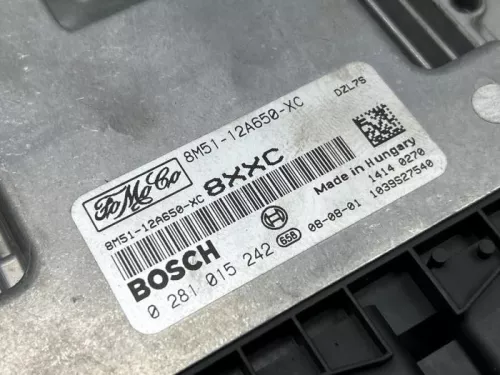 FoMoCo
8M51-12A650-XC
DZL7S
8M51-12A650-XC
8XXC
Made in Hungary
1414 0270
BOSCH
0 281 015 242
65B
08-08-01
1039S27540